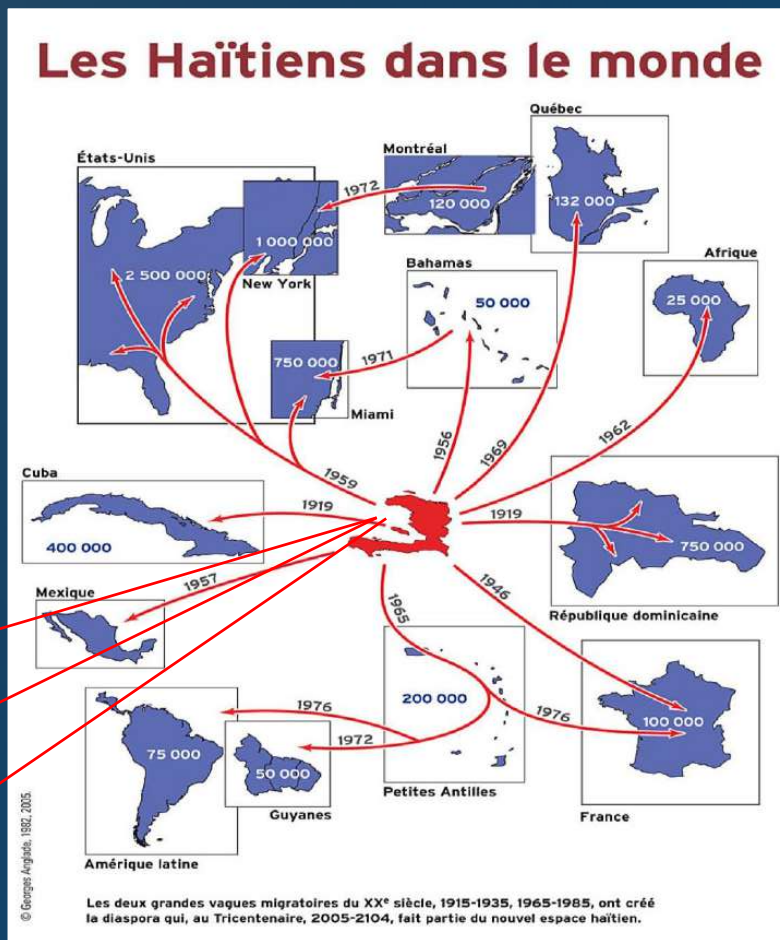 Les Haïtiens dans le monde
Québec
132 000
Montréal
120 000
1972
États-Unis
2 500 000
1 000 000
New York
Bahamas
50 000
Afrique
25 000
750 000
Miami
1971
1956
1969
1962
1959
Cuba
400 000
1919
1919
750 000
République dominicaine
Mexique
1957
1965
1946
200 000
Petites Antilles
1976
1972
1976
100 000
France
75 000
Amérique latine
50 000
Guyanes
© Georges Anglade, 1982, 2005.
Les deux grandes vagues migratoires du XXe siècle, 1915-1935, 1965-1985, ont créé
la diaspora qui, au Tricentenaire, 2005-2104, fait partie du nouvel espace haïtien.